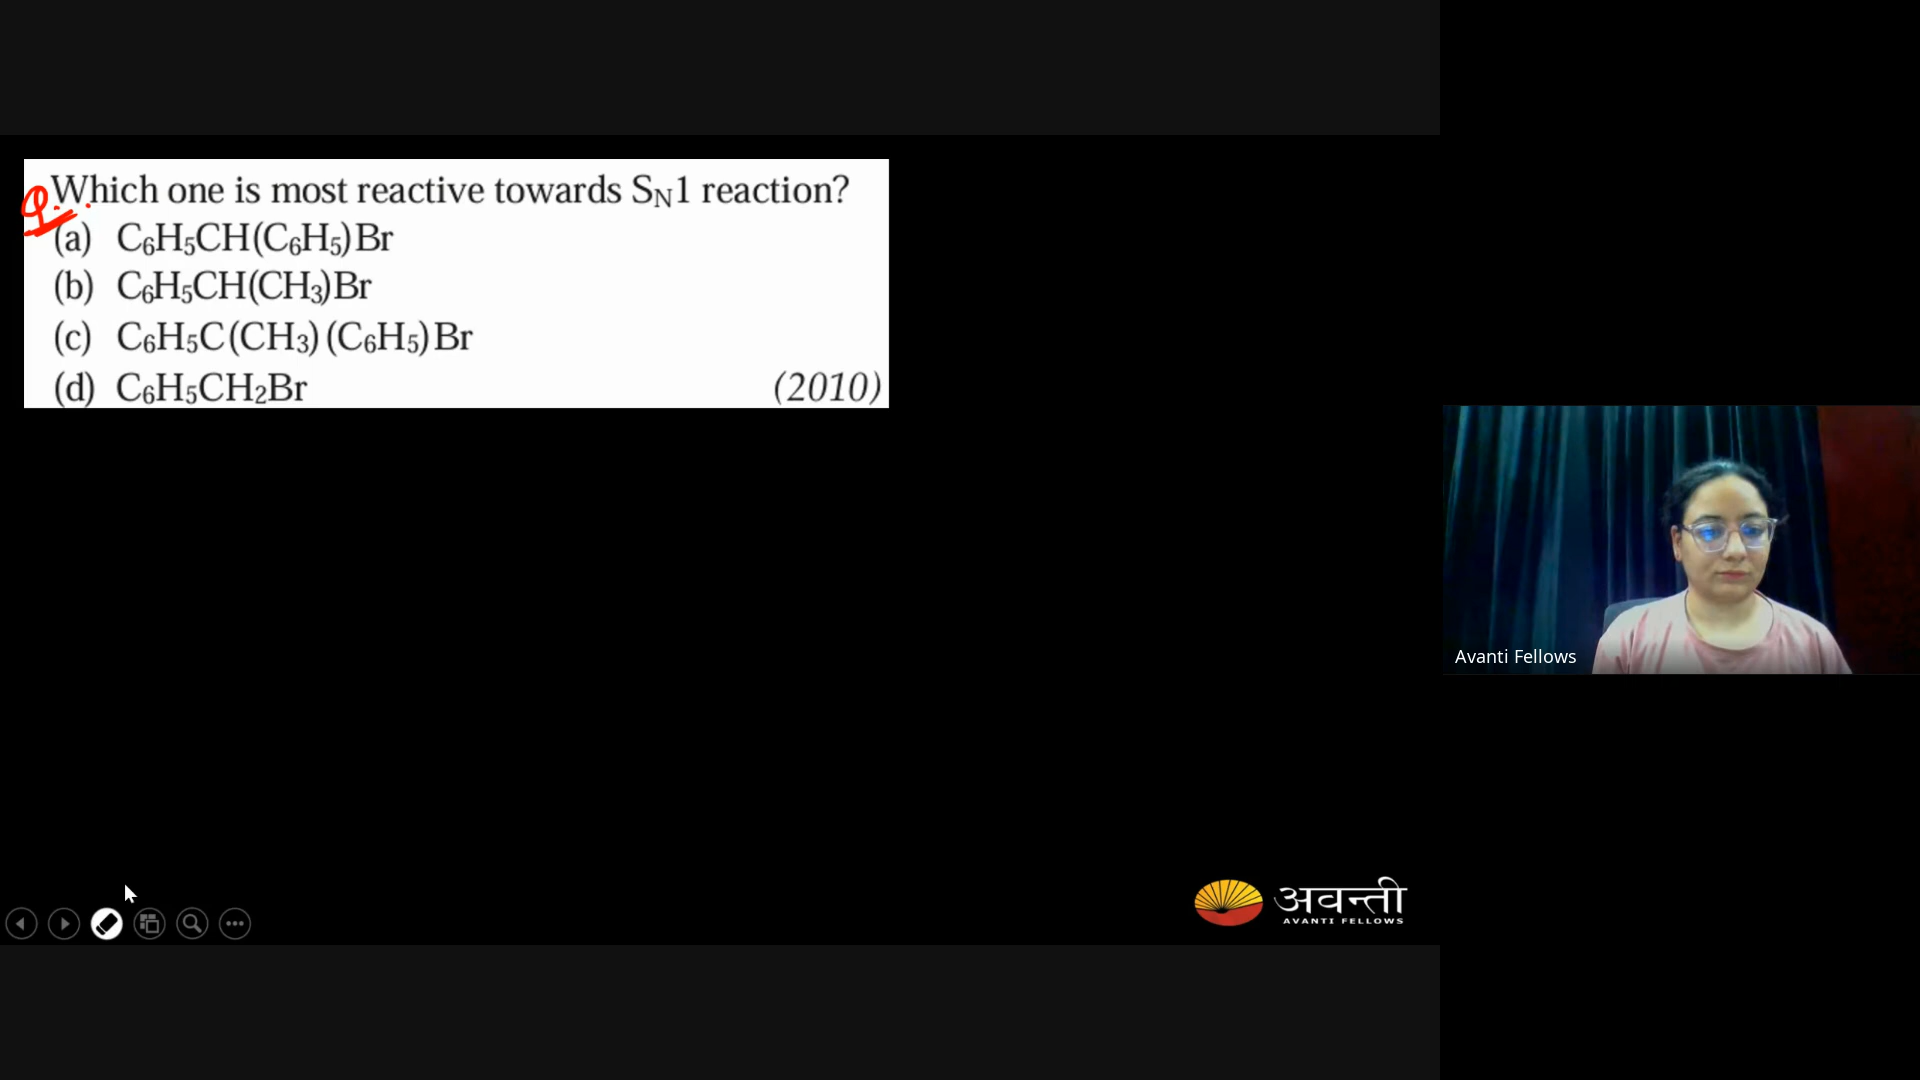 Q. Which one is most reactive towards SN1 reaction?
(a) C6H5CH(C6H5)Br
(b) C6H5CH(CH3)Br
(c) C6H5C(CH3)(C6H5)Br
(d) C6H5CH2Br (2010)
Avanti Fellows
अवन्ती
AVANTI FELLOWS